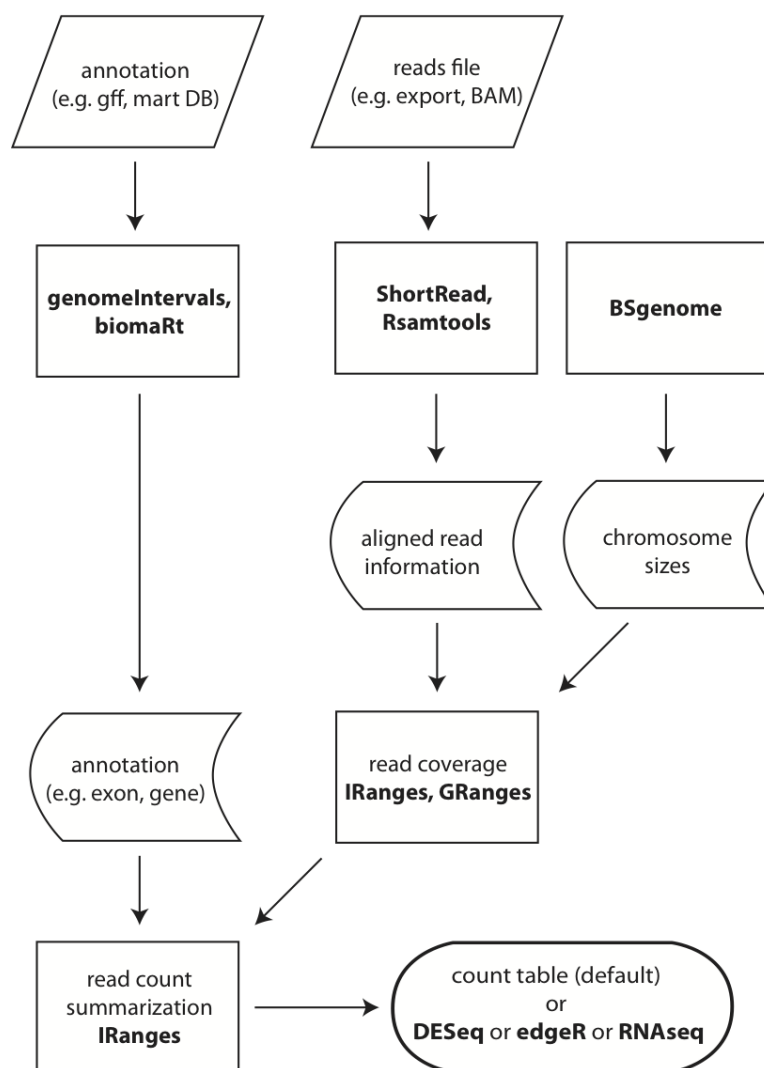 annotation
(e.g. gff, mart DB)
reads file
(e.g. export, BAM)
genomeIntervals,
biomaRt
ShortRead,
Rsamtools
BSgenome
aligned read
information
chromosome
sizes
annotation
(e.g. exon, gene)
read coverage
IRanges, GRanges
read count
summarization
IRanges
count table (default)
or
DESeq or edgeR or RNAseq